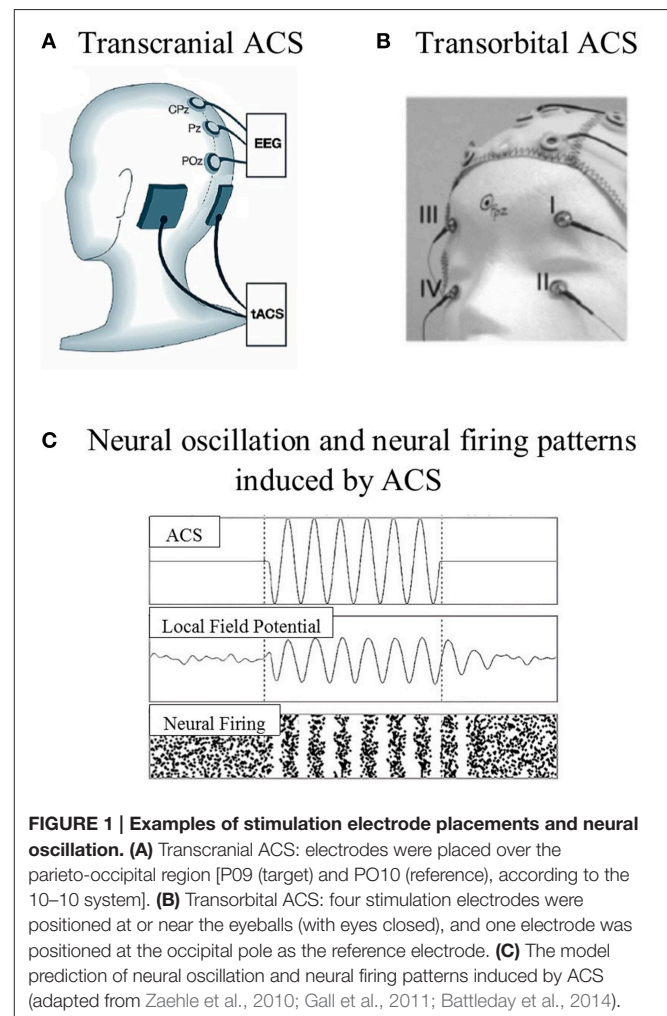 A Transcranial ACS
CPz
Pz
POz
EEG
tACS
B Transorbital ACS
Fpz
III
I
IV
II
C Neural oscillation and neural firing patterns
induced by ACS
ACS
Local Field Potential
Neural Firing
FIGURE 1 | Examples of stimulation electrode placements and neural
oscillation. (A) Transcranial ACS: electrodes were placed over the
parieto-occipital region [P09 (target) and PO10 (reference), according to the
10–10 system]. (B) Transorbital ACS: four stimulation electrodes were
positioned at or near the eyeballs (with eyes closed), and one electrode was
positioned at the occipital pole as the reference electrode. (C) The model
prediction of neural oscillation and neural firing patterns induced by ACS
(adapted from Zaehle et al., 2010; Gall et al., 2011; Battleday et al., 2014).